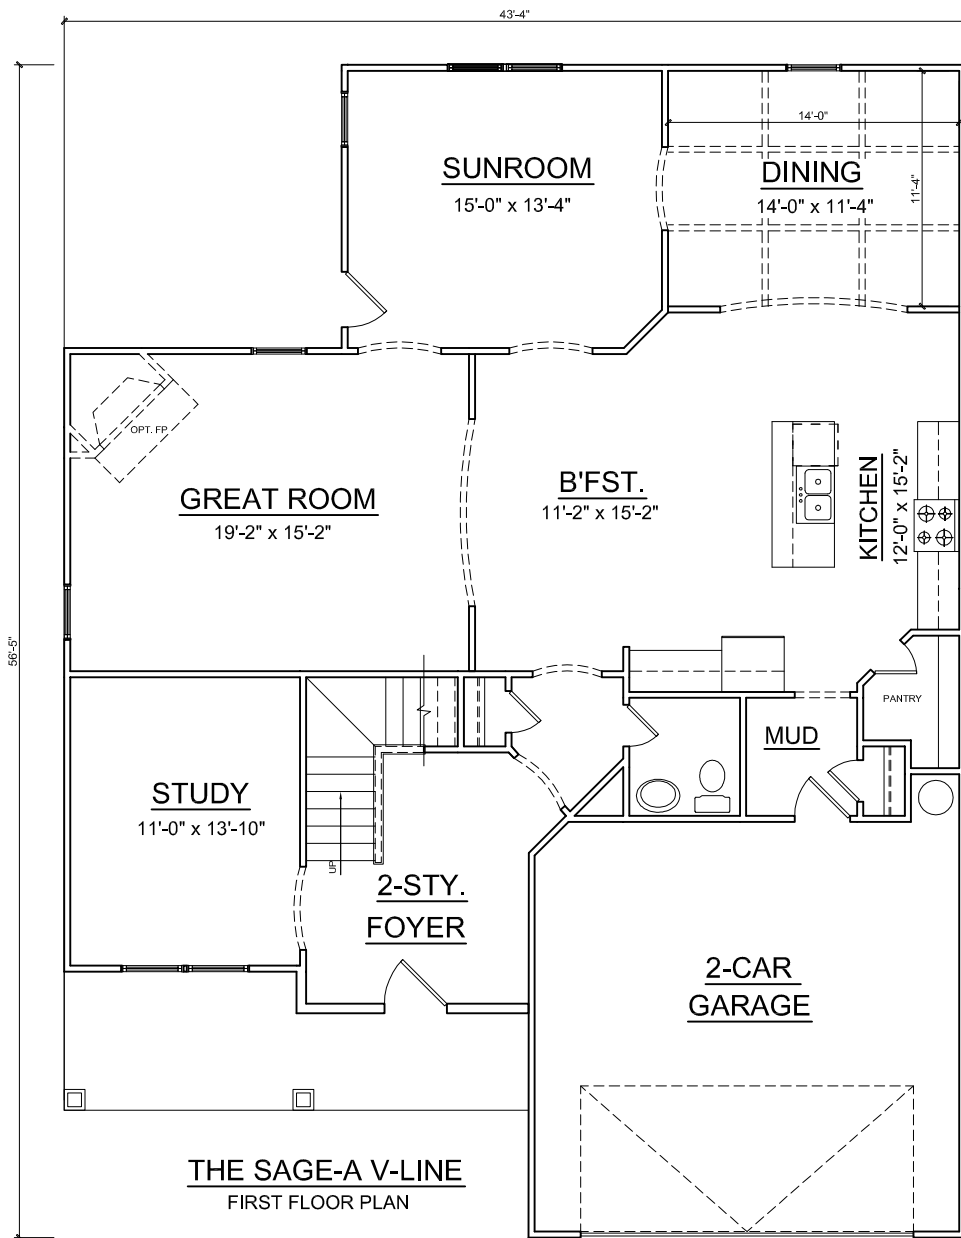 43'-4"
14'-0"
SUNROOM
15'-0" x 13'-4"
DINING
14'-0" x 11'-4"
11'-4"
OPT. FP
GREAT ROOM
19'-2" x 15'-2"
B'FST.
11'-2" x 15'-2"
KITCHEN
12'-0" x 15'-2"
56'-5"
PANTRY
MUD
STUDY
11'-0" x 13'-10"
UP
2-STY.
FOYER
2-CAR
GARAGE
THE SAGE-A V-LINE
FIRST FLOOR PLAN